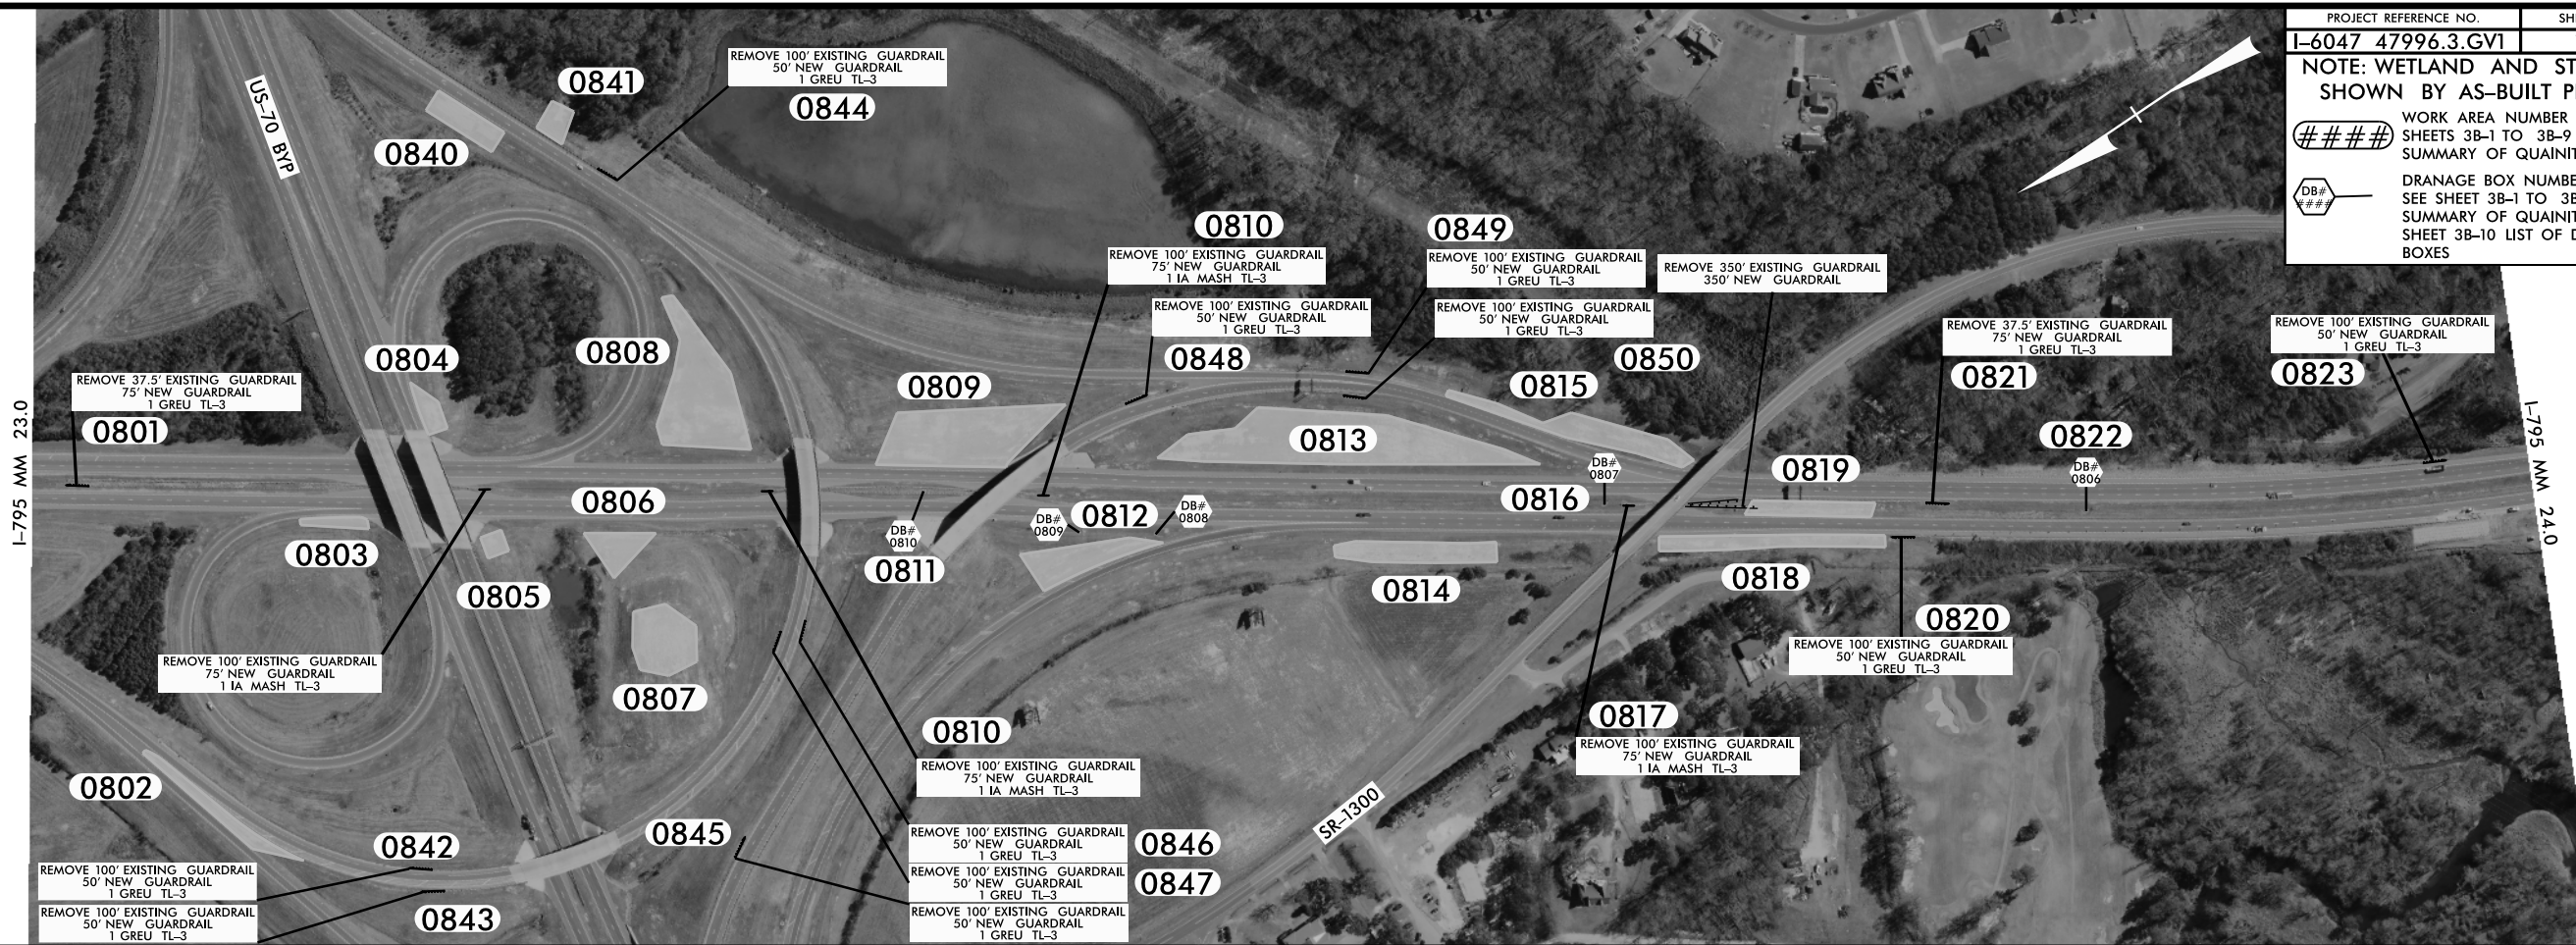 PROJECT REFERENCE NO.
I-6047 47996.3.GV1
NOTE: WETLAND AND
SHOWN BY AS-BUILT
####
WORK AREA NUMBER
SHEETS 3B-1 TO 3B-9
SUMMARY OF
DB#
####
DRANAGE BOX
SEE SHEET 3B-1 TO
SUMMARY OF
SHEET 3B-10 LIST OF
BOXES
US-70 BYP
0841
REMOVE 100' EXISTING GUARDRAIL
50' NEW GUARDRAIL
1 GREU TL-3
0844
0840
0810
REMOVE 100' EXISTING GUARDRAIL
75' NEW GUARDRAIL
1 IA MASH TL-3
0849
REMOVE 100' EXISTING GUARDRAIL
50' NEW GUARDRAIL
1 GREU TL-3
REMOVE 350' EXISTING GUARDRAIL
350' NEW GUARDRAIL
REMOVE 100' EXISTING GUARDRAIL
50' NEW GUARDRAIL
1 GREU TL-3
0848
REMOVE 100' EXISTING GUARDRAIL
50' NEW GUARDRAIL
1 GREU TL-3
0850
REMOVE 37.5' EXISTING GUARDRAIL
75' NEW GUARDRAIL
1 GREU TL-3
0821
REMOVE 100' EXISTING GUARDRAIL
50' NEW GUARDRAIL
1 GREU TL-3
0823
0804
0808
0809
0815
REMOVE 37.5' EXISTING GUARDRAIL
75' NEW GUARDRAIL
1 GREU TL-3
0801
I-795 MM 23.0
0813
0822
DB#
0806
DB#
0807
0819
0816
I-795 MM 24.0
0806
DB#
0810
0811
DB#
0809
0812
DB#
0808
0803
0805
0814
0818
0820
REMOVE 100' EXISTING GUARDRAIL
50' NEW GUARDRAIL
1 GREU TL-3
REMOVE 100' EXISTING GUARDRAIL
75' NEW GUARDRAIL
1 IA MASH TL-3
0807
0810
REMOVE 100' EXISTING GUARDRAIL
75' NEW GUARDRAIL
1 IA MASH TL-3
0817
REMOVE 100' EXISTING GUARDRAIL
75' NEW GUARDRAIL
1 IA MASH TL-3
0802
SR-1300
0842
0845
REMOVE 100' EXISTING GUARDRAIL
50' NEW GUARDRAIL
1 GREU TL-3
0846
REMOVE 100' EXISTING GUARDRAIL
50' NEW GUARDRAIL
1 GREU TL-3
0847
REMOVE 100' EXISTING GUARDRAIL
50' NEW GUARDRAIL
1 GREU TL-3
REMOVE 100' EXISTING GUARDRAIL
50' NEW GUARDRAIL
1 GREU TL-3
REMOVE 100' EXISTING GUARDRAIL
50' NEW GUARDRAIL
1 GREU TL-3
0843